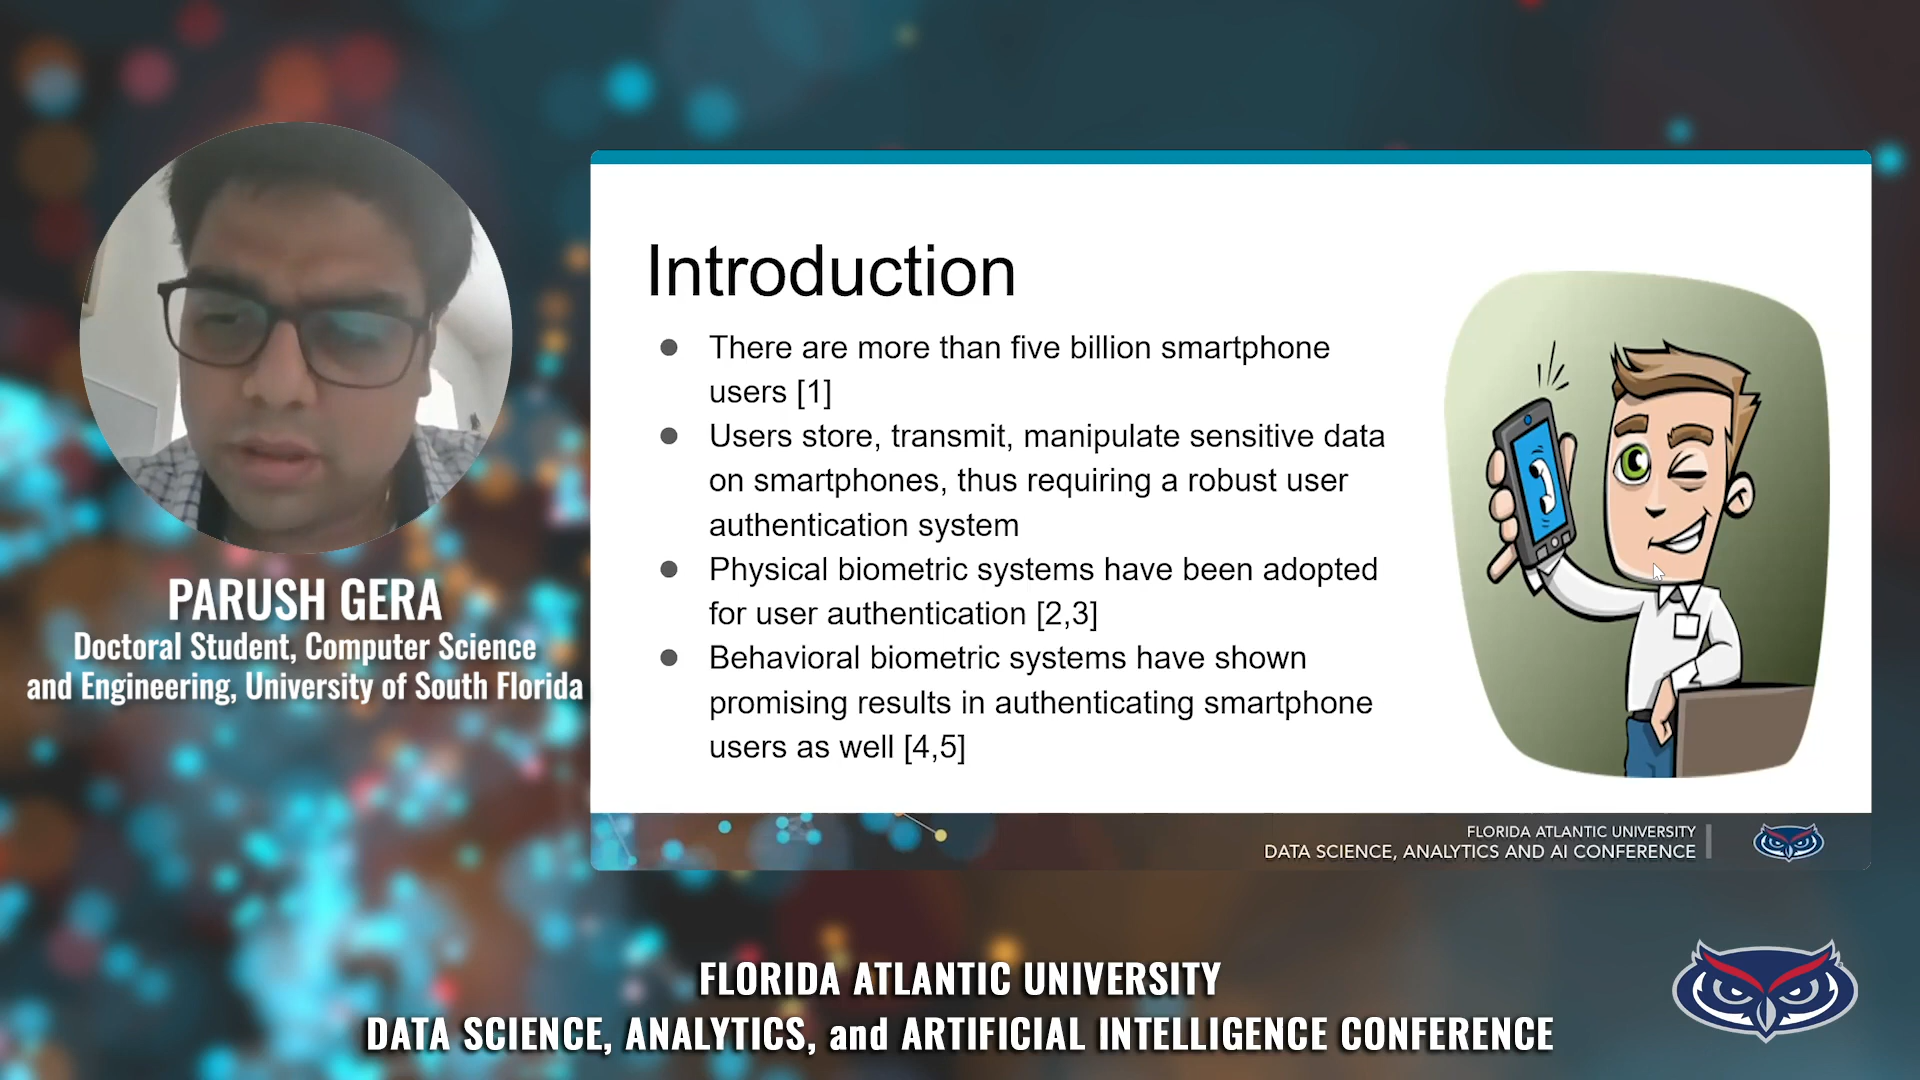 PARUSH GERA
Doctoral Student, Computer Science
and Engineering, University of South Florida
Introduction
● There are more than five billion smartphone
users [1]
● Users store, transmit, manipulate sensitive data
on smartphones, thus requiring a robust user
authentication system
● Physical biometric systems have been adopted
for user authentication [2,3]
● Behavioral biometric systems have shown
promising results in authenticating smartphone
users as well [4,5]
FLORIDA ATLANTIC UNIVERSITY
DATA SCIENCE, ANALYTICS AND AI CONFERENCE
FLORIDA ATLANTIC UNIVERSITY
DATA SCIENCE, ANALYTICS, and ARTIFICIAL INTELLIGENCE CONFERENCE